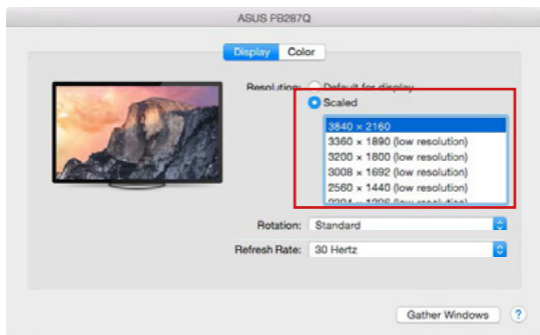 ASUS PB287Q
Display Color
Resolution: Default for display
Scaled
3840 × 2160
3360 × 1890 (low resolution)
3200 × 1800 (low resolution)
3008 × 1692 (low resolution)
2560 × 1440 (low resolution)
Rotation: Standard
Refresh Rate: 30 Hertz
Gather Windows ?